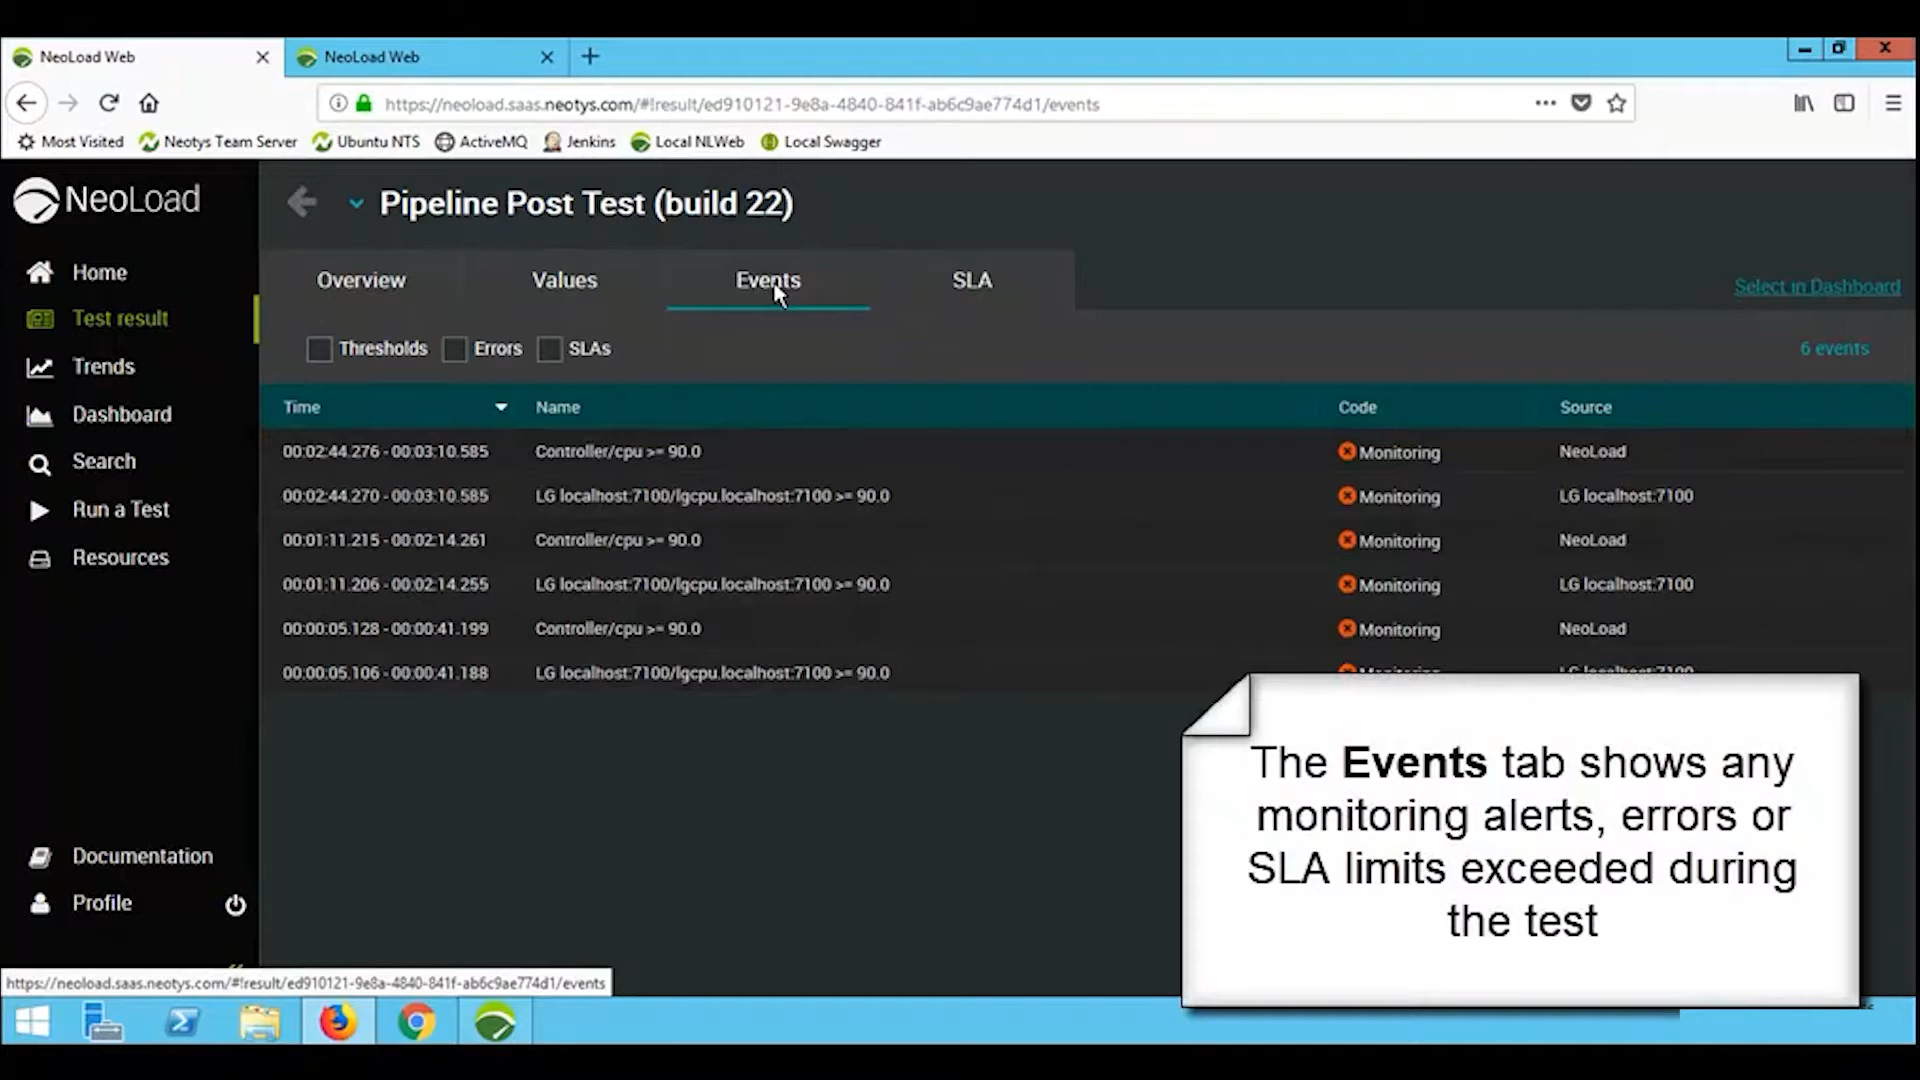 NeoLoad Web
NeoLoad Web
https://neoload.saas.neotys.com/#!result/ed910121-9e8a-4840-841f-ab6c9ae774d1/events
Most Visited Neotys Team Server Ubuntu NTS ActiveMQ Jenkins Local NLWeb Local Swagger
NeoLoad
Home
Test result
Trends
Dashboard
Search
Run a Test
Resources
Documentation
Profile
Pipeline Post Test (build 22)
Overview Values Events SLA
Select in Dashboard
Thresholds Errors SLAs
6 events
Time Name Code Source
00:02:44.276 - 00:03:10.585 Controller/cpu >= 90.0 Monitoring NeoLoad
00:02:44.270 - 00:03:10.585 LG localhost:7100/lgcpu.localhost:7100 >= 90.0 Monitoring LG localhost:7100
00:01:11.215 - 00:02:14.261 Controller/cpu >= 90.0 Monitoring NeoLoad
00:01:11.206 - 00:02:14.255 LG localhost:7100/lgcpu.localhost:7100 >= 90.0 Monitoring LG localhost:7100
00:00:05.128 - 00:00:41.199 Controller/cpu >= 90.0 Monitoring NeoLoad
00:00:05.106 - 00:00:41.188 LG localhost:7100/lgcpu.localhost:7100 >= 90.0 Monitoring LG localhost:7100
The Events tab shows any
monitoring alerts, errors or
SLA limits exceeded during
the test
https://neoload.saas.neotys.com/#!result/ed910121-9e8a-4840-841f-ab6c9ae774d1/events